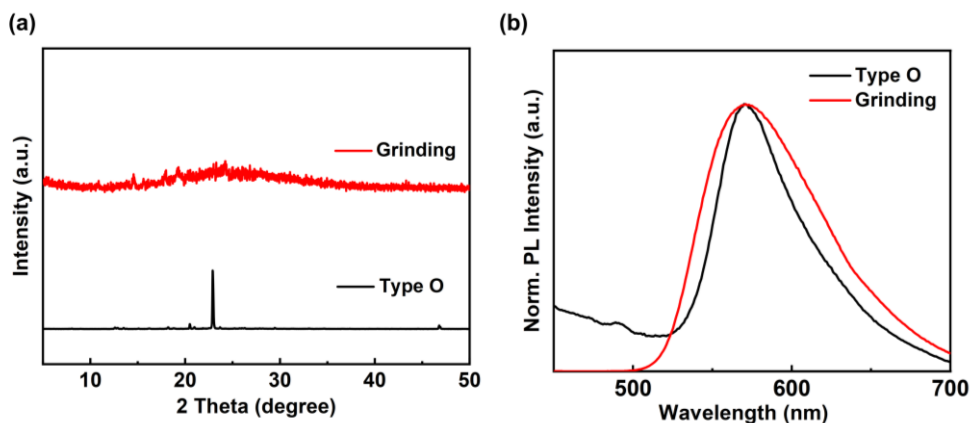 (a)
Intensity (a.u.)
Grinding
Type O
10 20 30 40 50
2 Theta (degree)
(b)
Norm. PL Intensity (a.u.)
Type O
Grinding
500 600 700
Wavelength (nm)